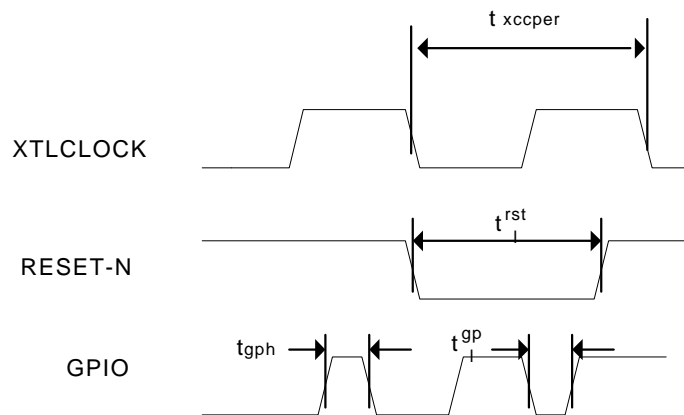 t xccper
XTLCLOCK
t rst
RESET-N
tgph
t gp
GPIO